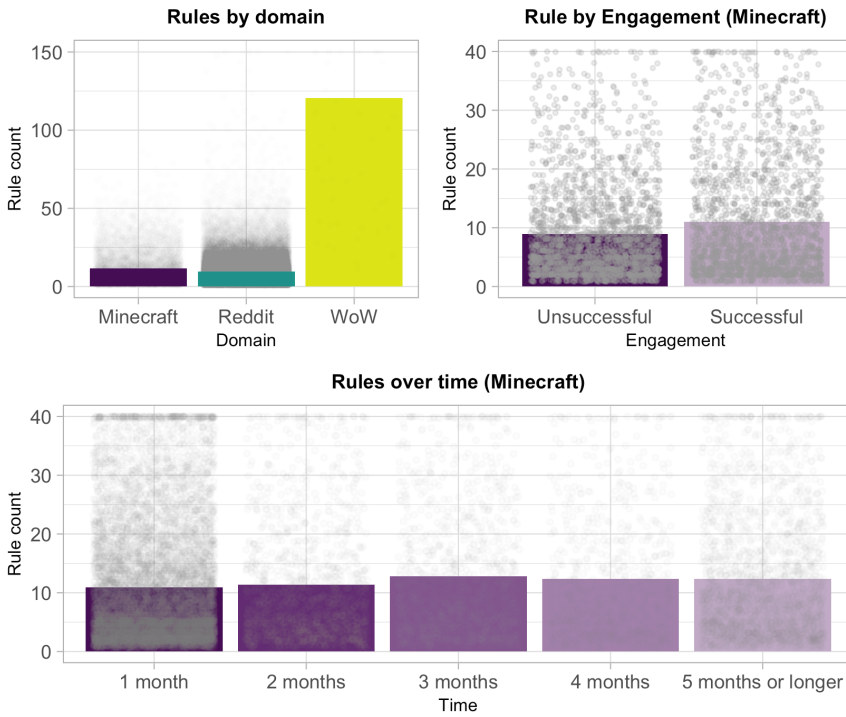 Rules by domain
Rule count
150
100
50
0
Minecraft Reddit WoW
Domain
Rule by Engagement (Minecraft)
Rule count
40
30
20
10
0
Unsuccessful Successful
Engagement
Rules over time (Minecraft)
Rule count
40
30
20
10
0
1 month 2 months 3 months 4 months 5 months or longer
Time